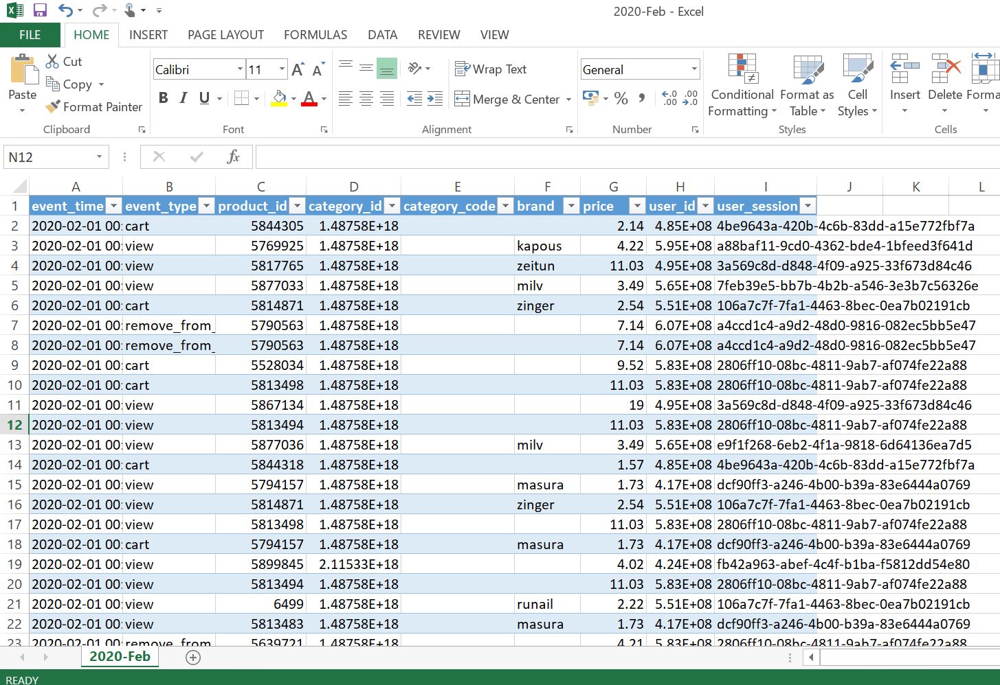 2020-Feb - Excel
FILE HOME INSERT PAGE LAYOUT FORMULAS DATA REVIEW VIEW
Paste
Cut
Copy
Format Painter
Clipboard
Calibri 11 A A
B I U A
Font
Wrap Text
Merge & Center
Alignment
General
% , .0 .00 .00 .0
Number
Conditional Formatting
Format as Table
Cell Styles
Styles
Insert Delete Forma
Cells
N12 fx
A B C D E F G H I J K L
1 event_time event_type product_id category_id category_code brand price user_id user_session
2 2020-02-01 00: cart 5844305 1.48758E+18 2.14 4.85E+08 4be9643a-420b-4c6b-83dd-a15e772fbf7a
3 2020-02-01 00: view 5769925 1.48758E+18 kapous 4.22 5.95E+08 a88baf11-9cd0-4362-bde4-1bfeed3f641d
4 2020-02-01 00: view 5817765 1.48758E+18 zeitun 11.03 4.95E+08 3a569c8d-d848-4f09-a925-33f673d84c46
5 2020-02-01 00: view 5877033 1.48758E+18 milv 3.49 5.65E+08 7feb39e5-bb7b-4b2b-a546-3e3b7c56326e
6 2020-02-01 00: cart 5814871 1.48758E+18 zinger 2.54 5.51E+08 106a7c7f-7fa1-4463-8bec-0ea7b02191cb
7 2020-02-01 00: remove_from_ 5790563 1.48758E+18 7.14 6.07E+08 a4ccd1c4-a9d2-48d0-9816-082ec5bb5e47
8 2020-02-01 00: remove_from_ 5790563 1.48758E+18 7.14 6.07E+08 a4ccd1c4-a9d2-48d0-9816-082ec5bb5e47
9 2020-02-01 00: cart 5528034 1.48758E+18 9.52 5.83E+08 2806ff10-08bc-4811-9ab7-af074fe22a88
10 2020-02-01 00: cart 5813498 1.48758E+18 11.03 5.83E+08 2806ff10-08bc-4811-9ab7-af074fe22a88
11 2020-02-01 00: view 5867134 1.48758E+18 19 4.95E+08 3a569c8d-d848-4f09-a925-33f673d84c46
12 2020-02-01 00: view 5813494 1.48758E+18 11.03 5.83E+08 2806ff10-08bc-4811-9ab7-af074fe22a88
13 2020-02-01 00: view 5877036 1.48758E+18 milv 3.49 5.65E+08 e9f1f268-6eb2-4f1a-9818-6d64136ea7d5
14 2020-02-01 00: cart 5844318 1.48758E+18 1.57 4.85E+08 4be9643a-420b-4c6b-83dd-a15e772fbf7a
15 2020-02-01 00: view 5794157 1.48758E+18 masura 1.73 4.17E+08 dcf90ff3-a246-4b00-b39a-83e6444a0769
16 2020-02-01 00: view 5814871 1.48758E+18 zinger 2.54 5.51E+08 106a7c7f-7fa1-4463-8bec-0ea7b02191cb
17 2020-02-01 00: view 5813498 1.48758E+18 11.03 5.83E+08 2806ff10-08bc-4811-9ab7-af074fe22a88
18 2020-02-01 00: cart 5794157 1.48758E+18 masura 1.73 4.17E+08 dcf90ff3-a246-4b00-b39a-83e6444a0769
19 2020-02-01 00: view 5899845 2.11533E+18 4.02 4.24E+08 fb42a963-abef-4c4f-b1ba-f5812dd54e80
20 2020-02-01 00: view 5813494 1.48758E+18 11.03 5.83E+08 2806ff10-08bc-4811-9ab7-af074fe22a88
21 2020-02-01 00: view 6499 1.48758E+18 runail 2.22 5.51E+08 106a7c7f-7fa1-4463-8bec-0ea7b02191cb
22 2020-02-01 00: view 5813483 1.48758E+18 masura 1.73 4.17E+08 dcf90ff3-a246-4b00-b39a-83e6444a0769
23 2020-02-01 00: remove_from_ 5639721 1.48758E+18 4.21 5.83E+08 2806ff10-08bc-4811-9ab7-af074fe22a88
2020-Feb
READY